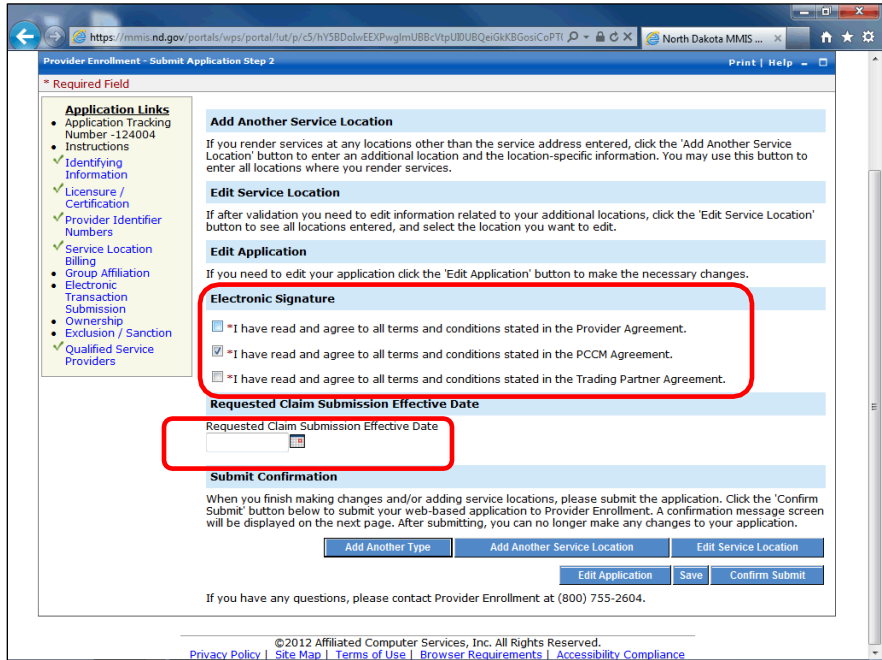 https://mmis.nd.gov/portals/wps/portal/!ut/p/c5/
North Dakota MMIS ...
Provider Enrollment - Submit Application Step 2
Print | Help
* Required Field
Application Links
Application Tracking
Number -124004
Instructions
Identifying
Information
Licensure /
Certification
Provider Identifier
Numbers
Service Location
Billing
Group Affiliation
Electronic
Transaction
Submission
Ownership
Exclusion / Sanction
Qualified Service
Providers
Add Another Service Location
If you render services at any locations other than the service address entered, click the 'Add Another Service
Location' button to enter an additional location and the location-specific information. You may use this button to
enter all locations where you render services.
Edit Service Location
If after validation you need to edit information related to your additional locations, click the 'Edit Service Location'
button to see all locations entered, and select the location you want to edit.
Edit Application
If you need to edit your application click the 'Edit Application' button to make the necessary changes.
Electronic Signature
*I have read and agree to all terms and conditions stated in the Provider Agreement.
*I have read and agree to all terms and conditions stated in the PCCM Agreement.
*I have read and agree to all terms and conditions stated in the Trading Partner Agreement.
Requested Claim Submission Effective Date
Requested Claim Submission Effective Date
Submit Confirmation
When you finish making changes and/or adding service locations, please submit the application. Click the 'Confirm
Submit' button below to submit your web-based application to Provider Enrollment. A confirmation message screen
will be displayed on the next page. After submitting, you can no longer make any changes to your application.
Add Another Type
Add Another Service Location
Edit Service Location
Edit Application
Save
Confirm Submit
If you have any questions, please contact Provider Enrollment at (800) 755-2604.
©2012 Affiliated Computer Services, Inc. All Rights Reserved.
Privacy Policy | Site Map | Terms of Use | Browser Requirements | Accessibility Compliance